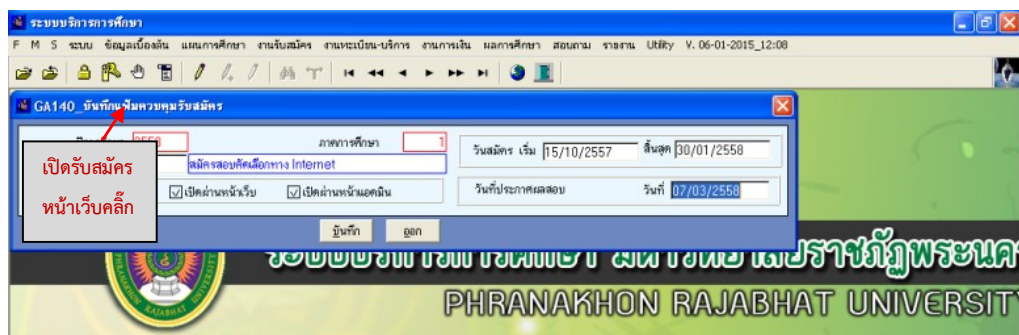 ระบบบริการการศึกษา
F M S ระบบ ข้อมูลเบื้องต้น แผนการศึกษา งานรับสมัคร งานทะเบียน-บริการ งานการเงิน ผลการศึกษา สอบถาม รายงาน Utility V. 06-01-2015_12:08
GA140_บันทึกแฟ้มควบคุมรับสมัคร
2558 ภาคการศึกษา 1
วันสมัคร เริ่ม 15/10/2557 สิ้นสุด 30/01/2558
สมัครสอบคัดเลือกทาง Internet
เปิดรับสมัคร
หน้าเว็บคลิ๊ก
เปิดผ่านหน้าเว็บ เปิดผ่านหน้าแอดมิน
วันที่ประกาศผลสอบ วันที่ 07/03/2558
บันทึก ออก
PHRANAKHON RAJABHAT UNIVERSITY